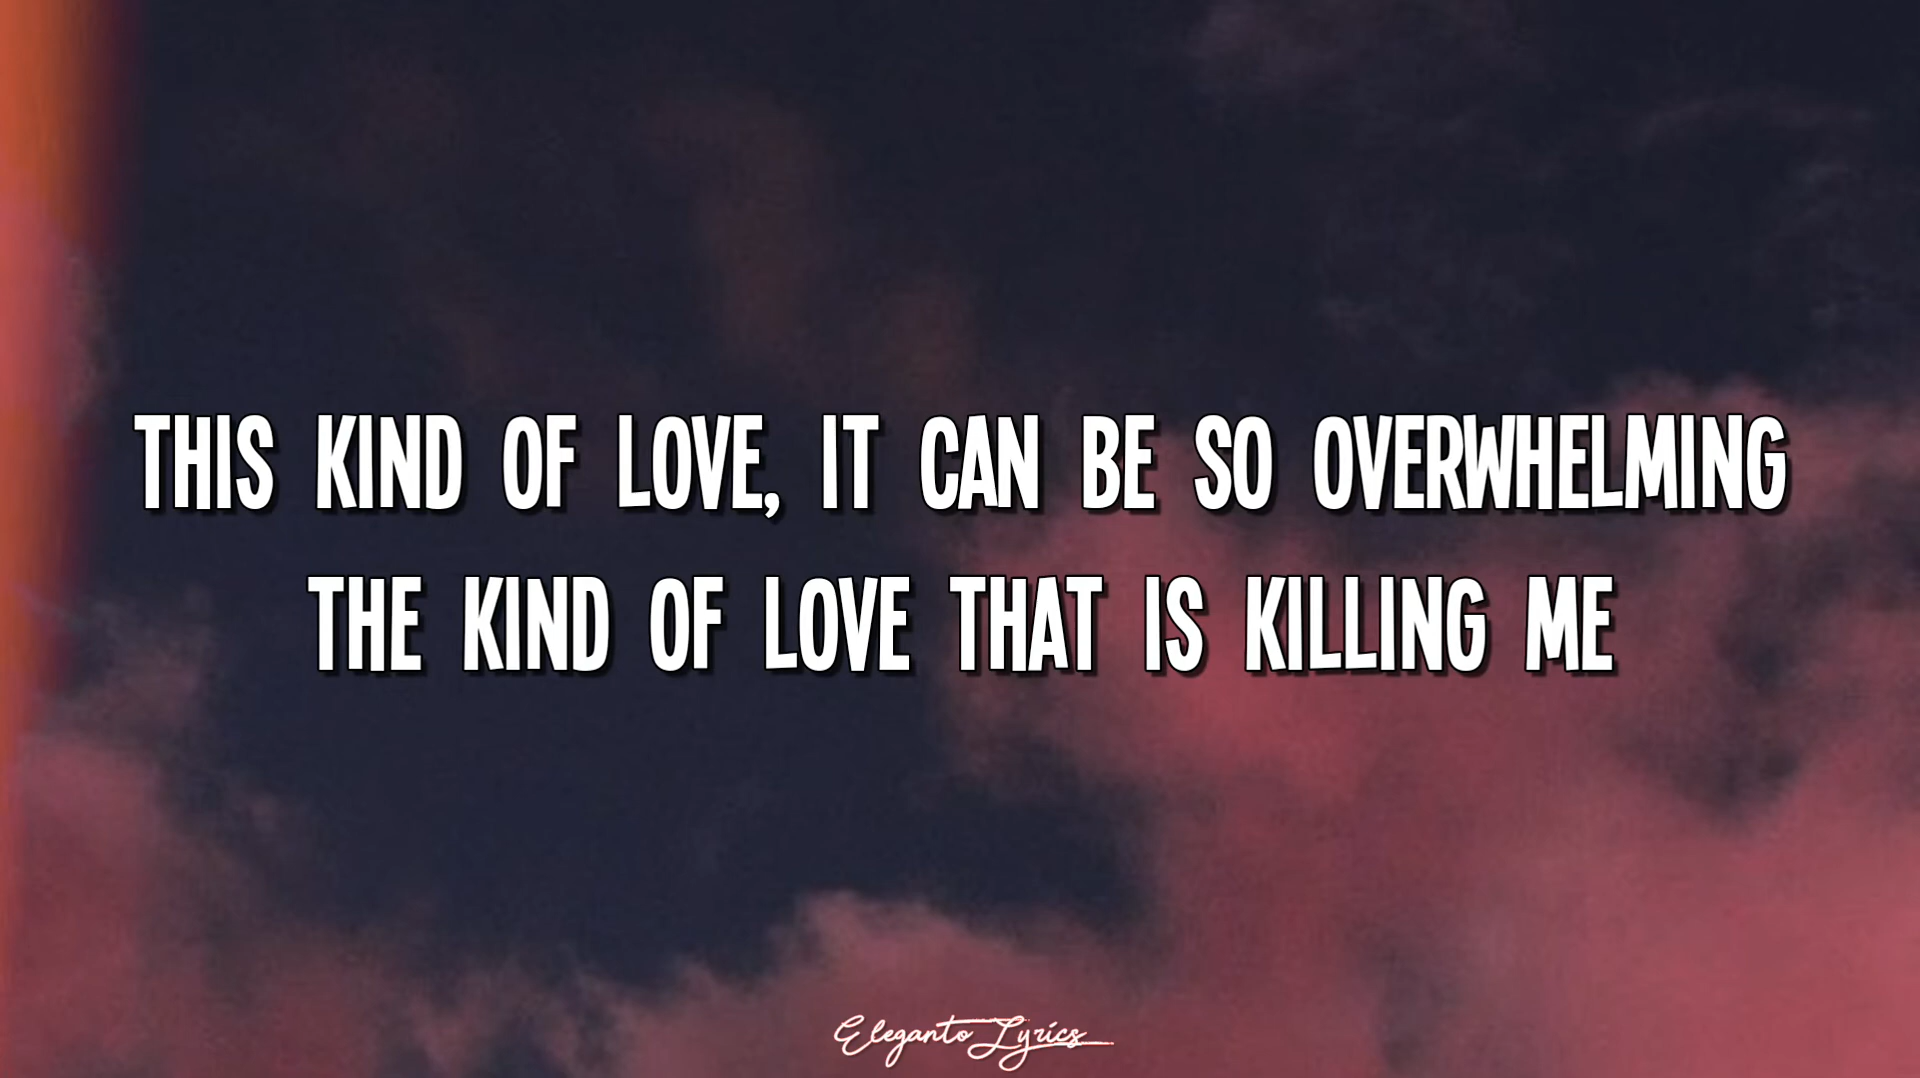 THIS KIND OF LOVE, IT CAN BE SO OVERWHELMING
THE KIND OF LOVE THAT IS KILLING ME
Eleganto Lyrics